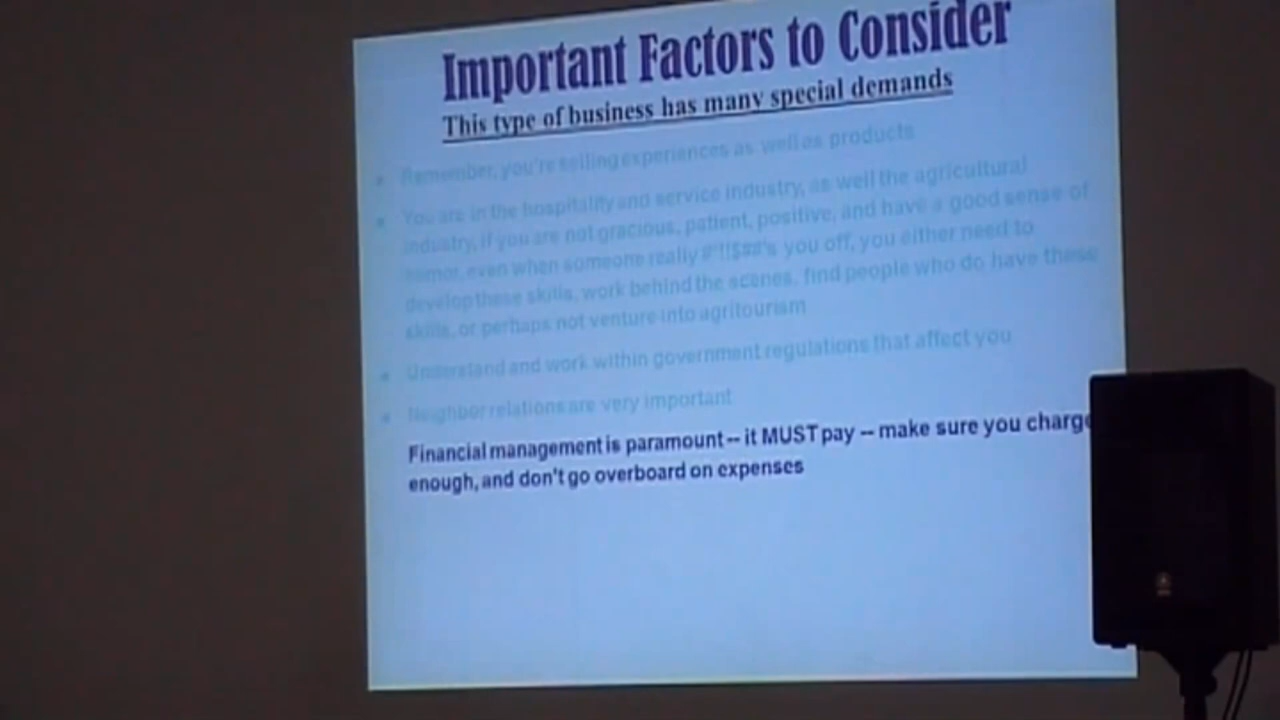 Important Factors to Consider
This type of business has many special demands
Remember, you're selling experiences as well as products
You are in the hospitality and service industry, as well the agricultural
industry, if you are not gracious, patient, positive, and have a good sense of
humor, even when someone really you off, you either need to
develop these skills, work behind the scenes, find people who do have these
skills, or perhaps not venture into agritourism
Understand and work within government regulations that affect you
Neighbor relations are very important
Financial management is paramount -- it MUST pay -- make sure you charge
enough, and don't go overboard on expenses